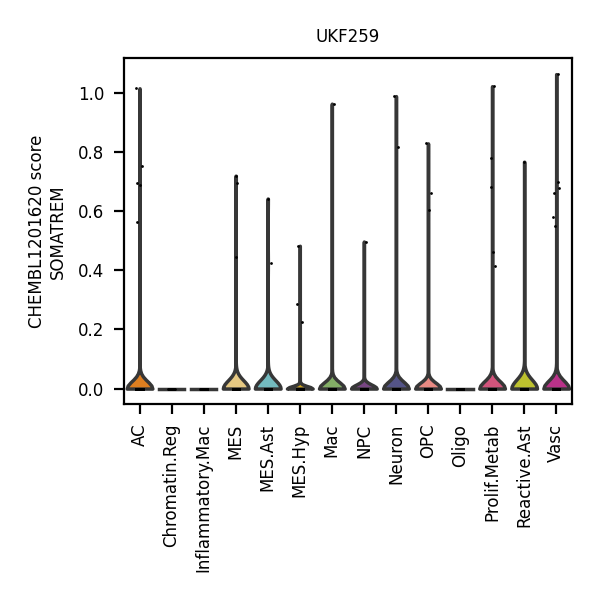 UKF259
CHEMBL1201620 score
SOMATREM
1.0
0.8
0.6
0.4
0.2
0.0
AC
Chromatin.Reg
Inflammatory.Mac
MES
MES.Ast
MES.Hyp
Mac
NPC
Neuron
OPC
Oligo
Prolif.Metab
Reactive.Ast
Vasc